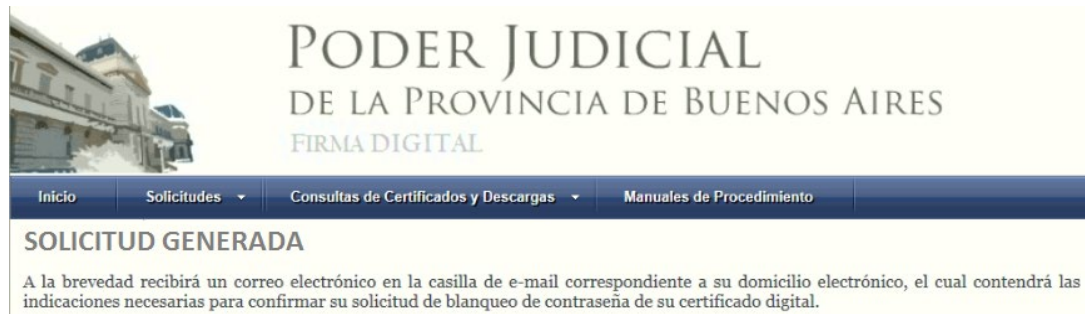 PODER JUDICIAL
DE LA PROVINCIA DE BUENOS AIRES
FIRMA DIGITAL
Inicio Solicitudes Consultas de Certificados y Descargas Manuales de Procedimiento
SOLICITUD GENERADA
A la brevedad recibirá un correo electrónico en la casilla de e-mail correspondiente a su domicilio electrónico, el cual contendrá las
indicaciones necesarias para confirmar su solicitud de blanqueo de contraseña de su certificado digital.